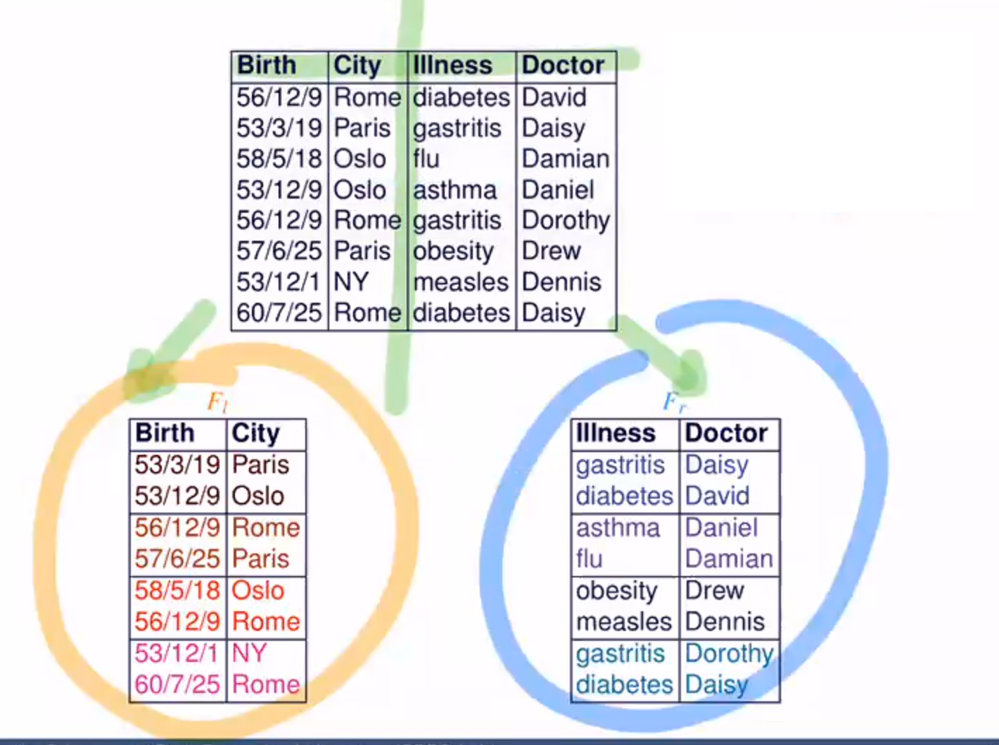 Birth City Illness Doctor
56/12/9 Rome diabetes David
53/3/19 Paris gastritis Daisy
58/5/18 Oslo flu Damian
53/12/9 Oslo asthma Daniel
56/12/9 Rome gastritis Dorothy
57/6/25 Paris obesity Drew
53/12/1 NY measles Dennis
60/7/25 Rome diabetes Daisy
F_l
Birth City
53/3/19 Paris
53/12/9 Oslo
56/12/9 Rome
57/6/25 Paris
58/5/18 Oslo
56/12/9 Rome
53/12/1 NY
60/7/25 Rome
F_r
Illness Doctor
gastritis Daisy
diabetes David
asthma Daniel
flu Damian
obesity Drew
measles Dennis
gastritis Dorothy
diabetes Daisy